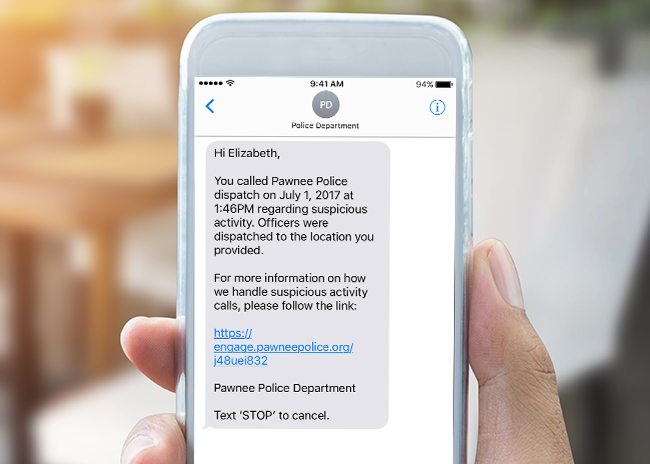 9:41 AM 94%
PD
Police Department
Hi Elizabeth,
You called Pawnee Police
dispatch on July 1, 2017 at
1:46PM regarding suspicious
activity. Officers were
dispatched to the location you
provided.
For more information on how
we handle suspicious activity
calls, please follow the link:
https://
engage.pawneepolice.org/
j48uei832
Pawnee Police Department
Text ‘STOP’ to cancel.